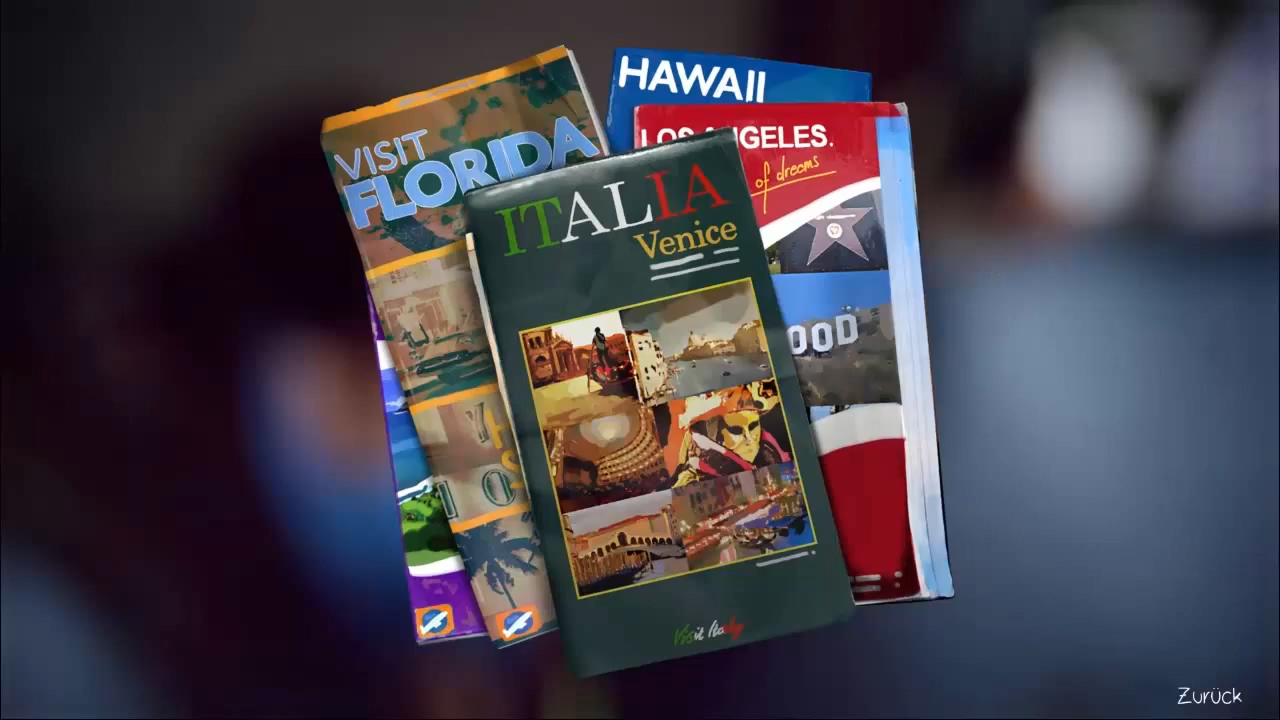 VISIT
FLORIDA
HAWAII
LOS ANGELES.
of dreams
ITALIA
Venice
OOD
Visit Italy
Zurück